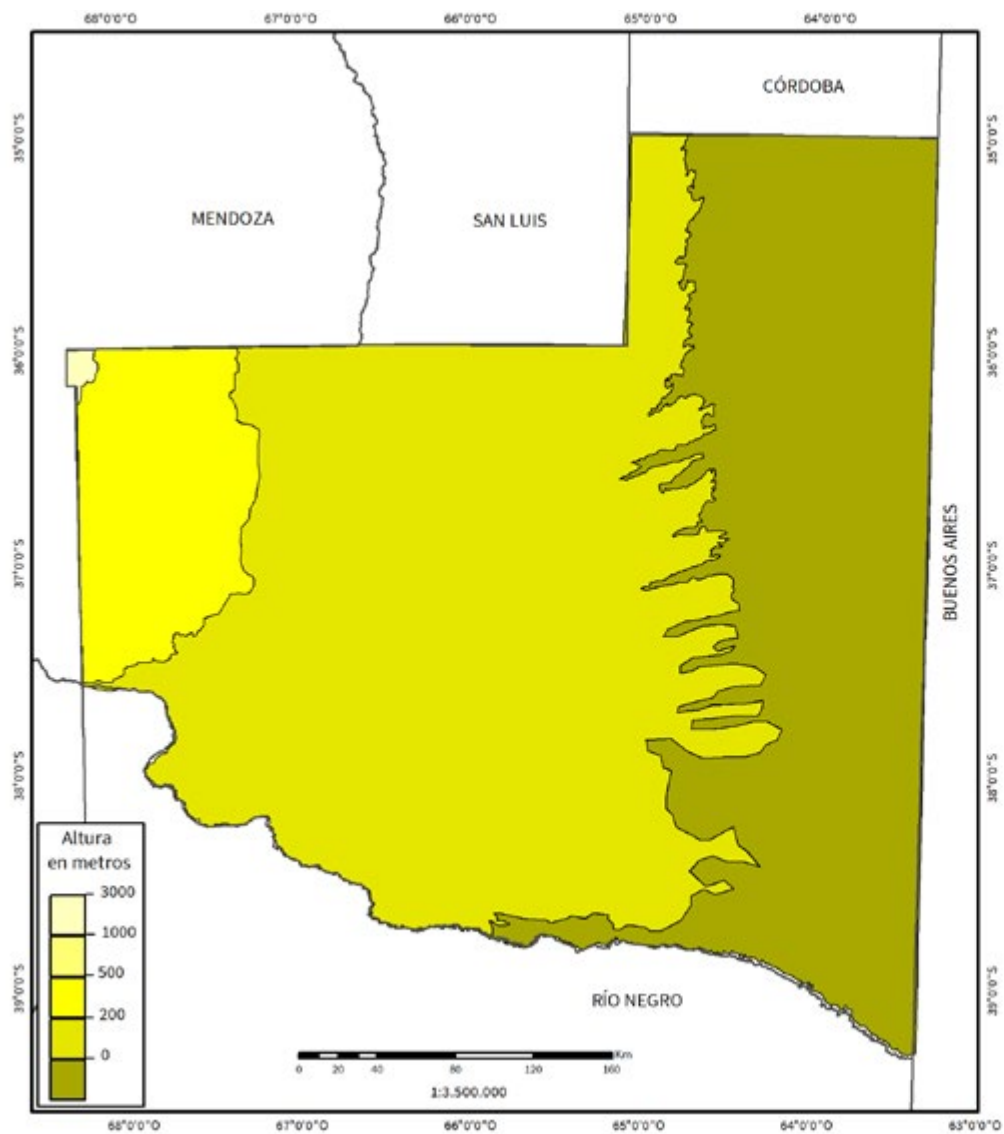 68°0'0"O 67°0'0"O 66°0'0"O 65°0'0"O 64°0'0"O
CÓRDOBA
35°0'0"S
35°0'0"S
MENDOZA
SAN LUIS
36°0'0"S
36°0'0"S
37°0'0"S
37°0'0"S
BUENOS AIRES
38°0'0"S
38°0'0"S
Altura
en metros
3000
1000
500
200
0
39°0'0"S
39°0'0"S
RÍO NEGRO
0 20 40 80 120 160
Km
1:3.500.000
68°0'0"O 67°0'0"O 66°0'0"O 65°0'0"O 64°0'0"O 63°0'0"O